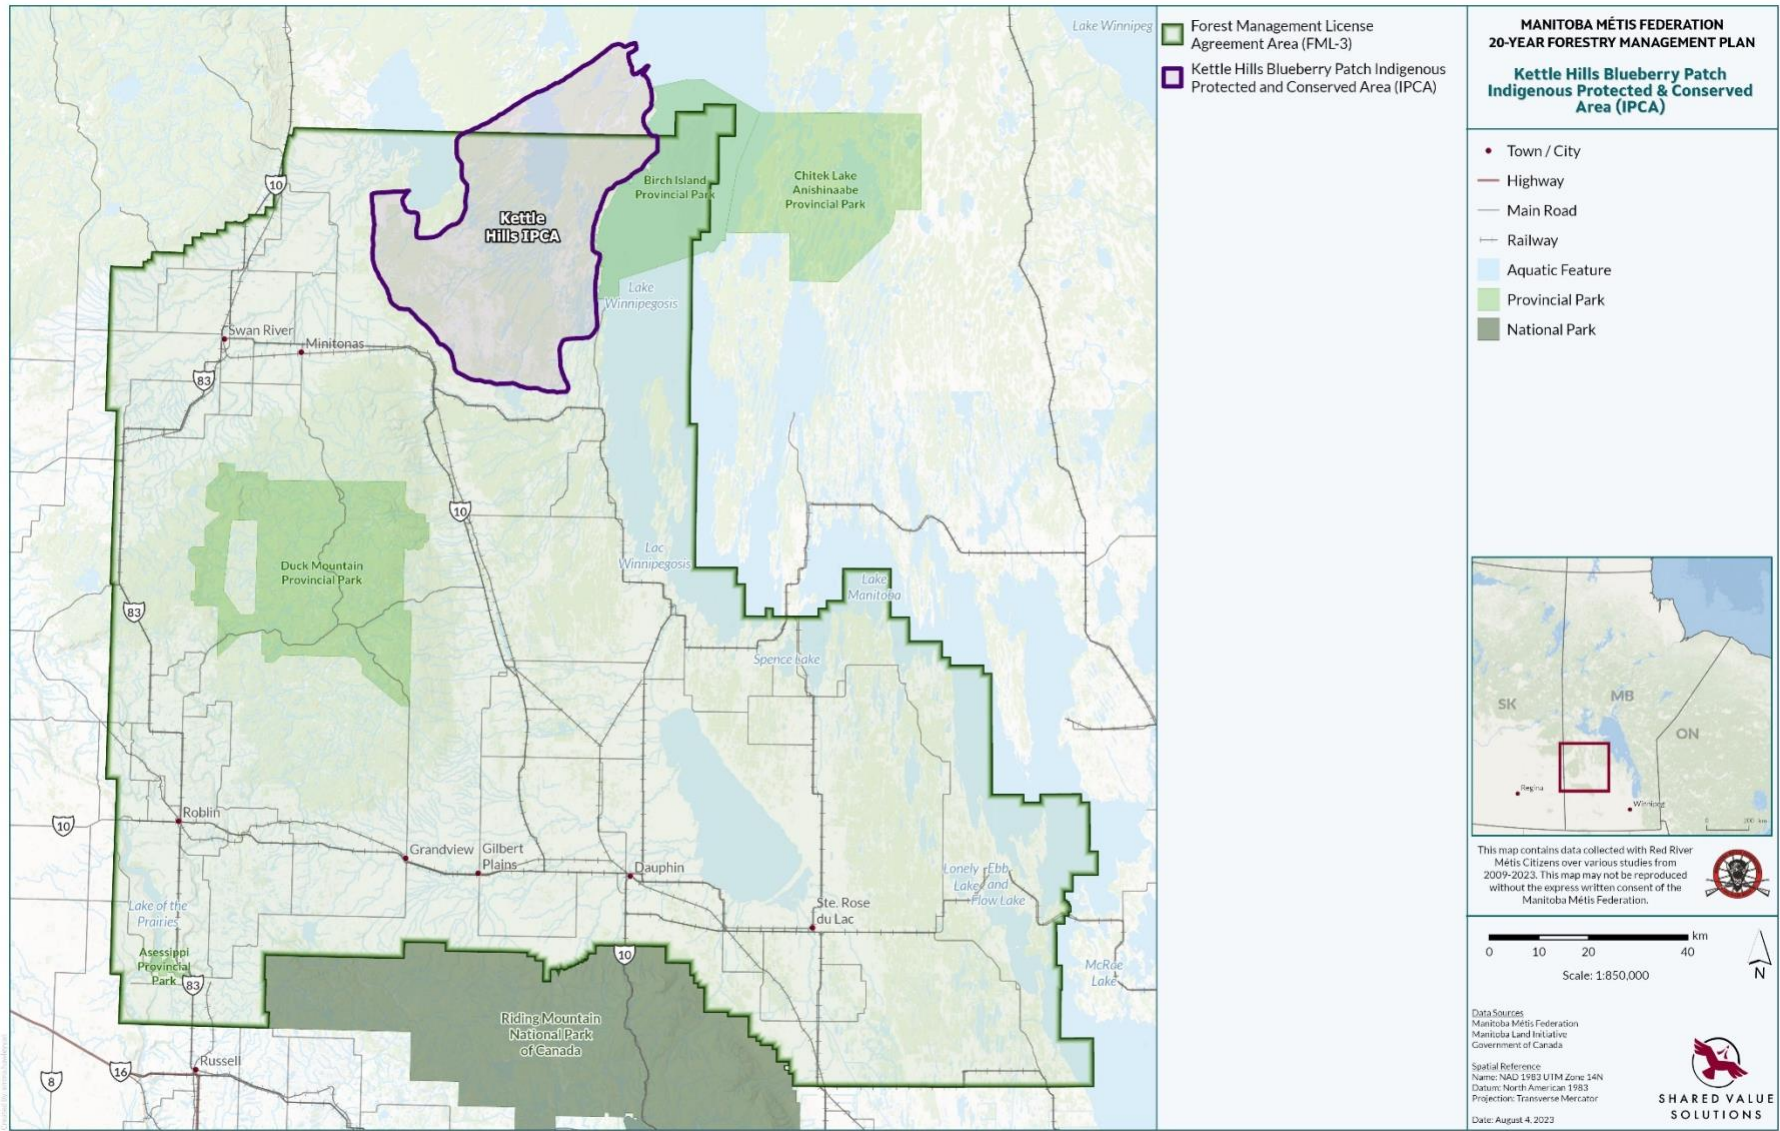 Lake Winnipeg
Forest Management License
Agreement Area (FML-3)
Kettle Hills Blueberry Patch Indigenous
Protected and Conserved Area (IPCA)
MANITOBA MÉTIS FEDERATION
20-YEAR FORESTRY MANAGEMENT PLAN
Kettle Hills Blueberry Patch
Indigenous Protected & Conserved
Area (IPCA)
Town / City
Highway
Main Road
Railway
Aquatic Feature
Provincial Park
National Park
10
Birch Island
Provincial Park
Chitek Lake
Anishinaabe
Provincial Park
Kettle
Hills IPCA
Lake
Winnipegosis
Swan River
Minitonas
83
10
Lac
Winnipegosis
Duck Mountain
Provincial Park
Lake
Manitoba
83
Spence Lake
Roblin
10
Grandview
Gilbert
Plains
Dauphin
Lonely
Lake
Ebb
and
Flow Lake
Lake of the
Prairies
Ste. Rose
du Lac
Asessippi
Provincial
Park
83
10
McRae
Lake
Riding Mountain
National Park
of Canada
Russell
16
8
SK
MB
ON
Regina
Winnipeg
This map contains data collected with Red River
Métis Citizens over various studies from
2009-2023. This map may not be reproduced
without the express written consent of the
Manitoba Métis Federation.
km
0 10 20 40
Scale: 1:850,000
N
Data Sources
Manitoba Métis Federation
Manitoba Land Initiative
Government of Canada
Spatial Reference
Name: NAD 1983 UTM Zone 14N
Datum: North American 1983
Projection: Transverse Mercator
Date: August 4, 2023
SHARED VALUE
SOLUTIONS